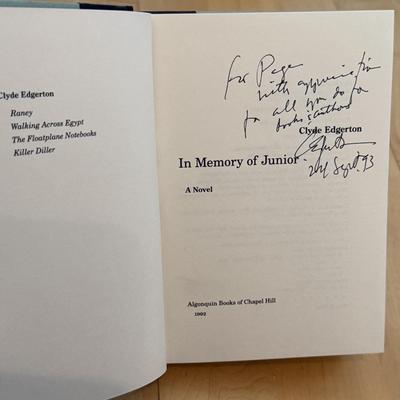 Clyde Edgerton
Raney
Walking Across Egypt
The Floatplane Notebooks
Killer Diller
For Page
with appreciation
for all you do for
books & authors
Clyde Edgerton
In Memory of Junior
A Novel
Sept. 93
Algonquin Books of Chapel Hill
1992